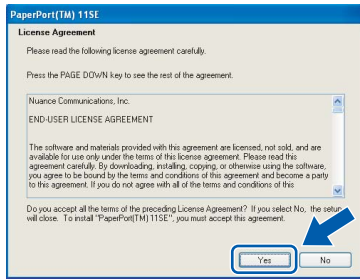 PaperPort(TM) 11SE
License Agreement
Please read the following license agreement carefully.
Press the PAGE DOWN key to see the rest of the agreement.
Nuance Communications, Inc.
END-USER LICENSE AGREEMENT
The software and materials provided with this agreement are licensed, not sold, and are
available for use only under the terms of this license agreement. Please read this
agreement carefully. By downloading, installing, copying, or otherwise using the software,
you agree to be bound by the terms and conditions of this agreement and become a party
to this agreement. If you do not agree with all of the terms and conditions of this
Do you accept all the terms of the preceding License Agreement? If you select No, the setup
will close. To install "PaperPort(TM) 11SE", you must accept this agreement.
Yes
No